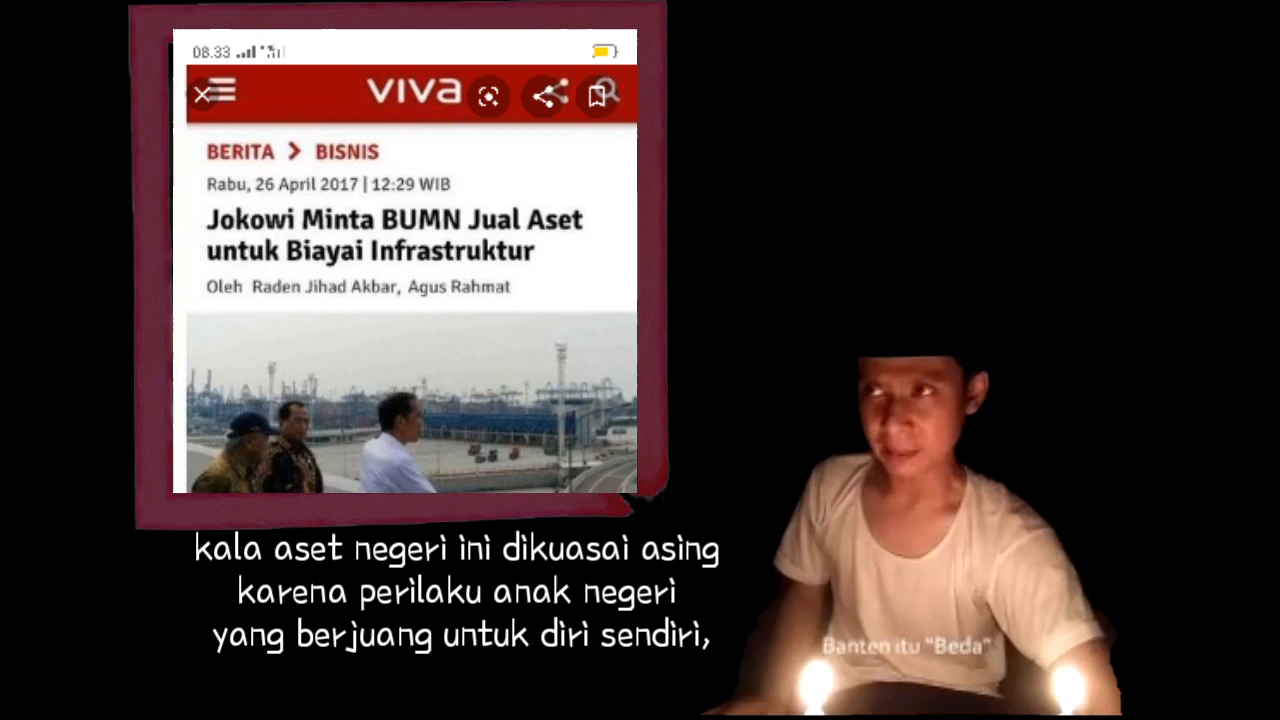 08.33
viva
BERITA > BISNIS
Rabu, 26 April 2017 | 12:29 WIB
Jokowi Minta BUMN Jual Aset
untuk Biayai Infrastruktur
Oleh Raden Jihad Akbar, Agus Rahmat
kala aset negeri ini dikuasai asing
karena perilaku anak negeri
yang berjuang untuk diri sendiri,
Banten itu "Beda"